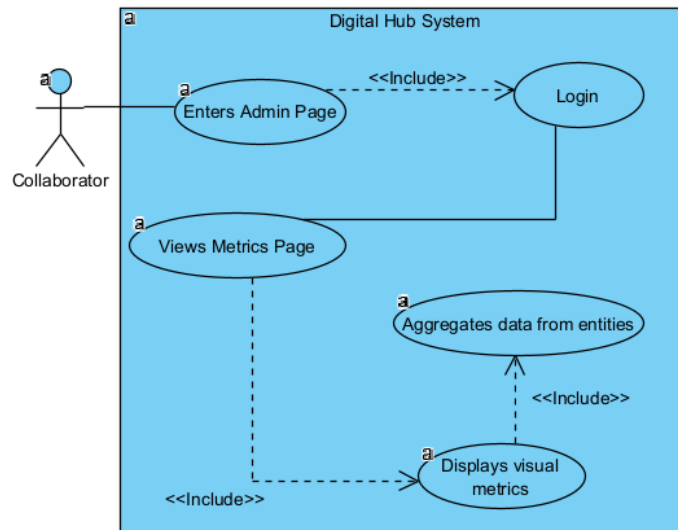 a
Digital Hub System
a
a
<<Include>>
Enters Admin Page
Login
Collaborator
a
Views Metrics Page
a
Aggregates data from entities
<<Include>>
a
Displays visual
metrics
<<Include>>